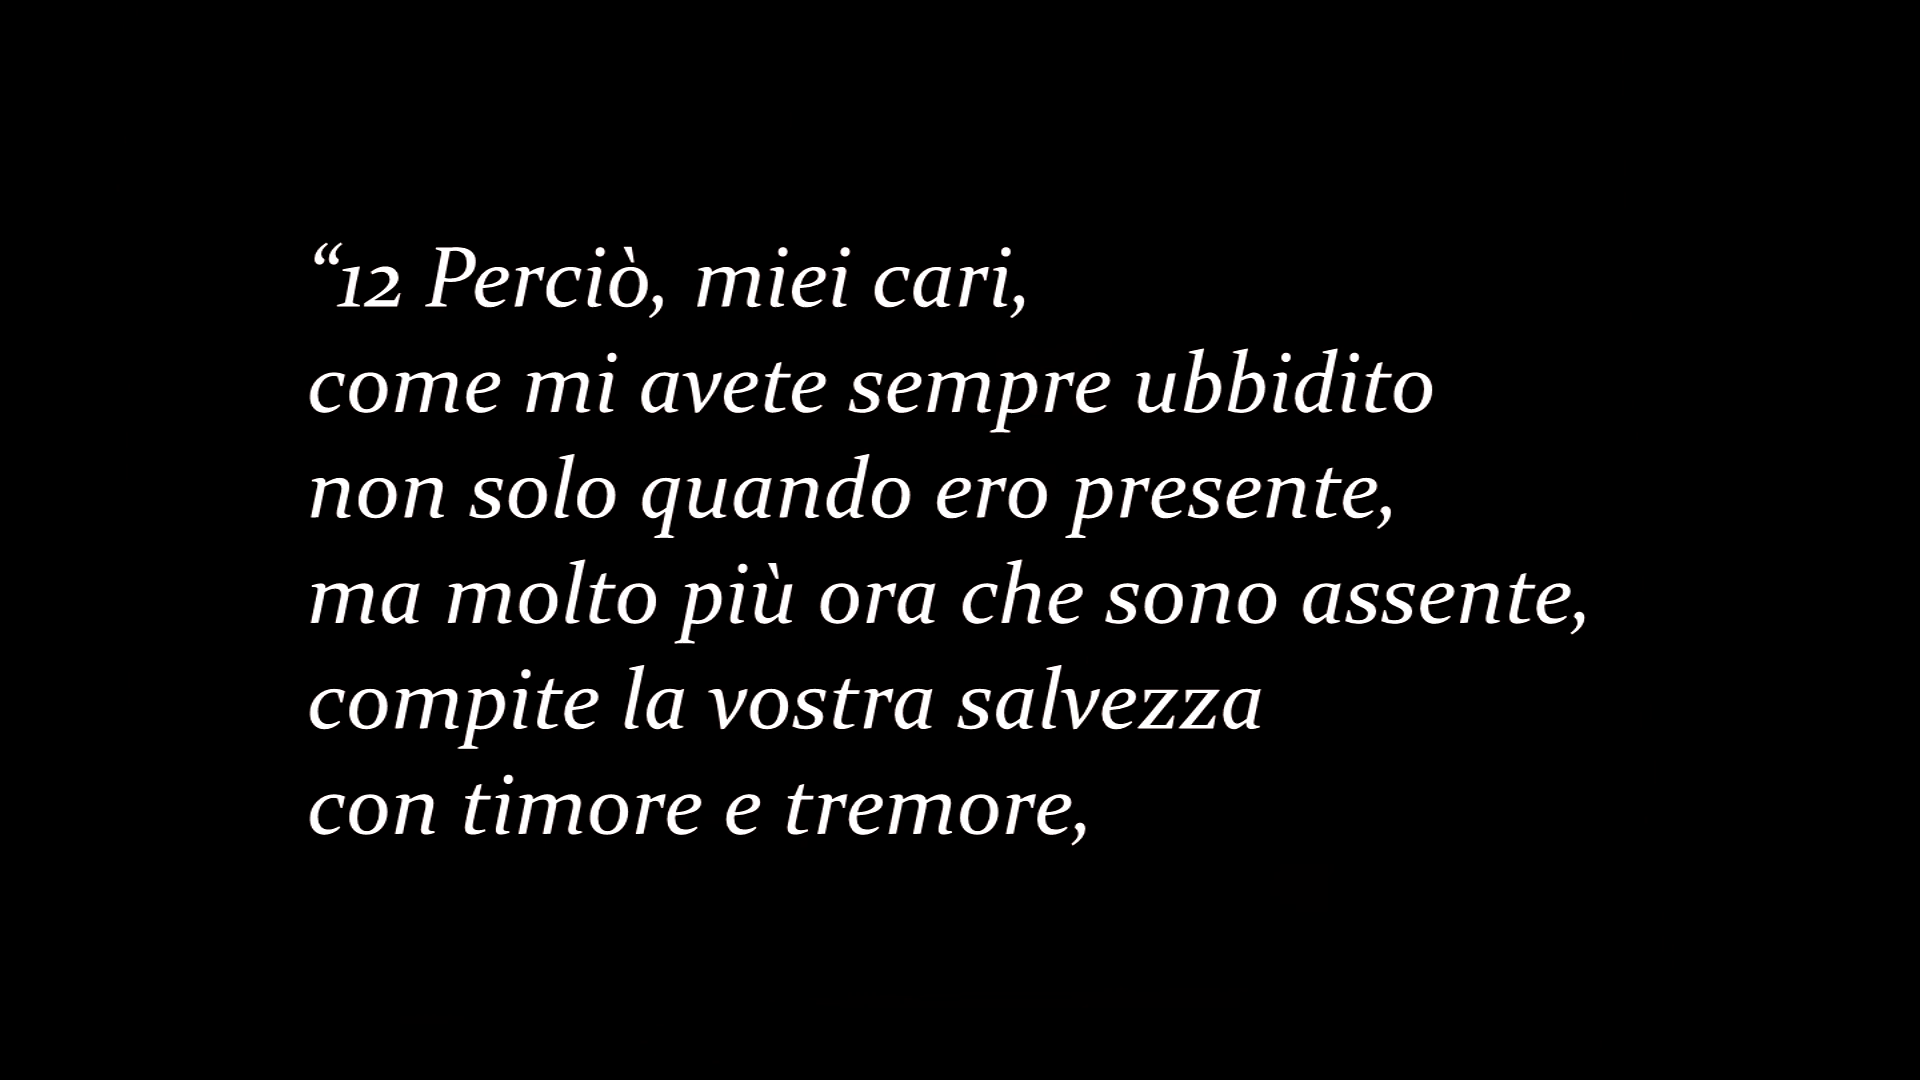 “12 Perciò, miei cari,
come mi avete sempre ubbidito
non solo quando ero presente,
ma molto più ora che sono assente,
compite la vostra salvezza
con timore e tremore,